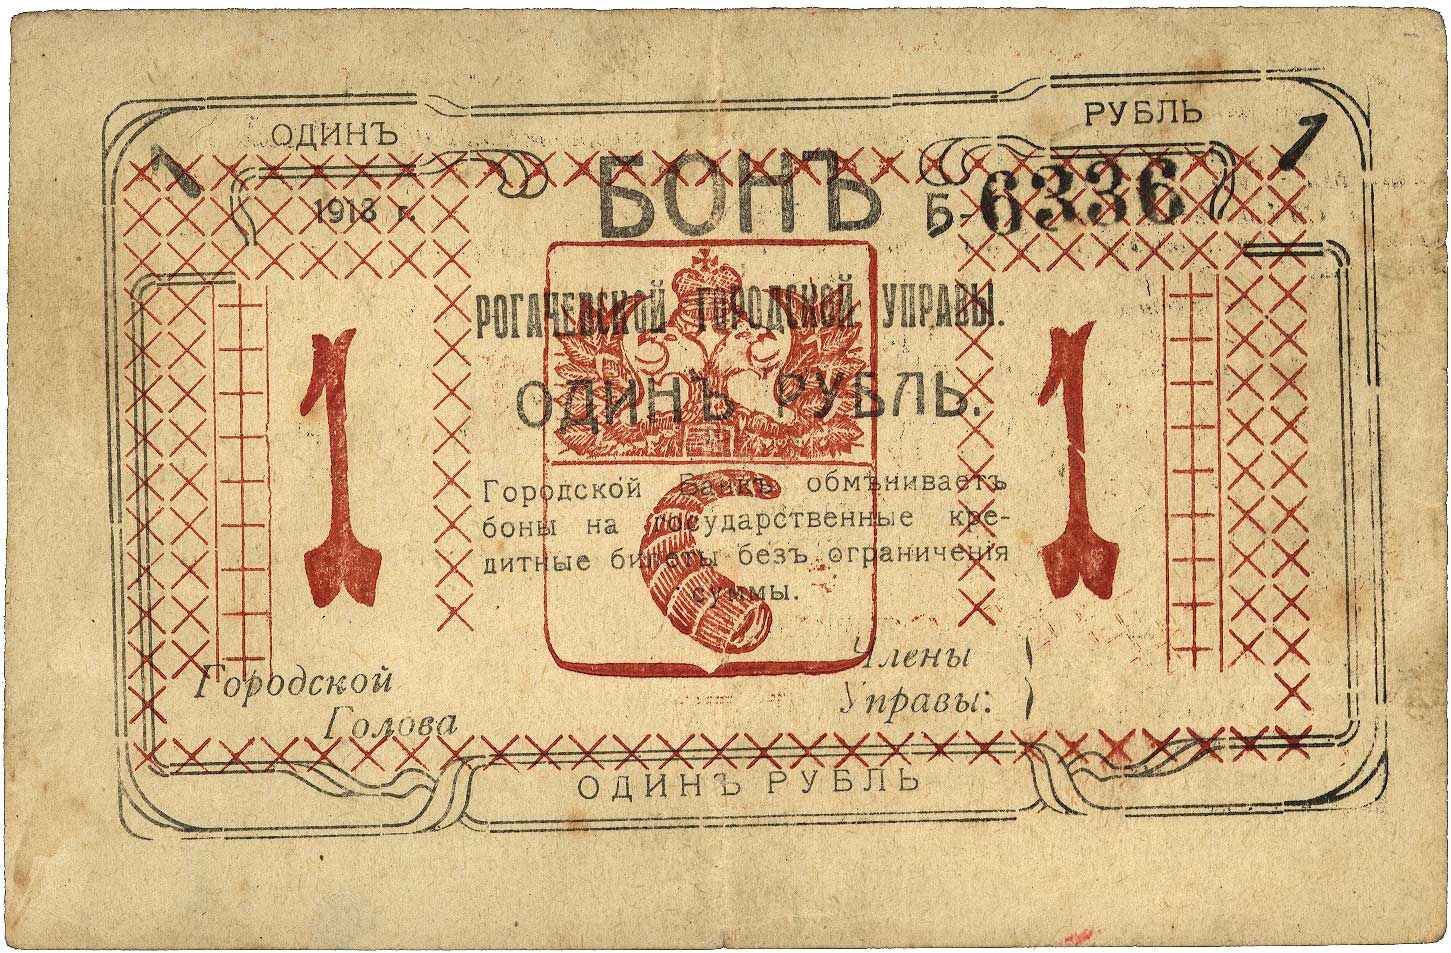 ОДИНЪ
РУБЛЬ
1
1
1918 г.
БОНЪ
Б-6336
РОГАЧЕВСКОЙ ГОРОДСКОЙ УПРАВЫ.
ОДИНЪ РУБЛЬ.
1
1
Городской Банкъ обмѣниваетъ
боны на государственные кре-
дитные билеты безъ ограниченія
суммы.
Городской
Голова
Члены
Управы:
ОДИНЪ РУБЛЬ